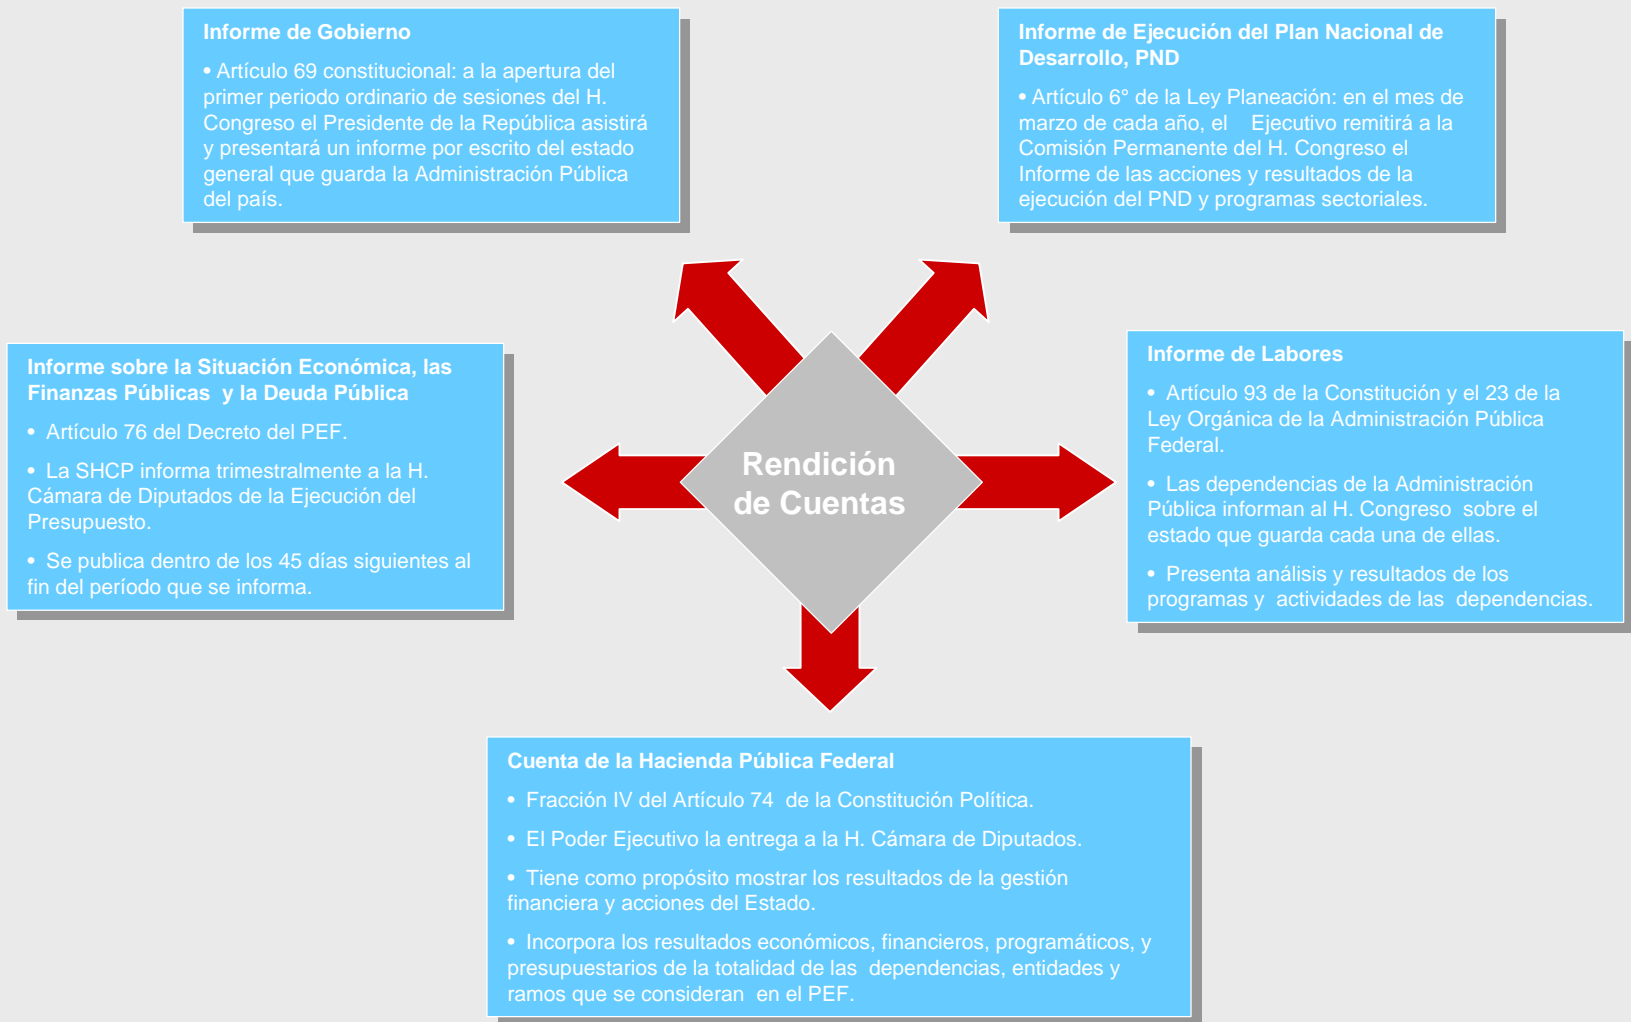 Informe de Gobierno
• Artículo 69 constitucional: a la apertura del
primer periodo ordinario de sesiones del H.
Congreso el Presidente de la República asistirá
y presentará un informe por escrito del estado
general que guarda la Administración Pública
del país.
Informe de Ejecución del Plan Nacional de
Desarrollo, PND
• Artículo 6° de la Ley Planeación: en el mes de
marzo de cada año, el Ejecutivo remitirá a la
Comisión Permanente del H. Congreso el
Informe de las acciones y resultados de la
ejecución del PND y programas sectoriales.
Informe sobre la Situación Económica, las
Finanzas Públicas y la Deuda Pública
• Artículo 76 del Decreto del PEF.
• La SHCP informa trimestralmente a la H.
Cámara de Diputados de la Ejecución del
Presupuesto.
• Se publica dentro de los 45 días siguientes al
fin del período que se informa.
Rendición
de Cuentas
Informe de Labores
• Artículo 93 de la Constitución y el 23 de la
Ley Orgánica de la Administración Pública
Federal.
• Las dependencias de la Administración
Pública informan al H. Congreso sobre el
estado que guarda cada una de ellas.
• Presenta análisis y resultados de los
programas y actividades de las dependencias.
Cuenta de la Hacienda Pública Federal
• Fracción IV del Artículo 74 de la Constitución Política.
• El Poder Ejecutivo la entrega a la H. Cámara de Diputados.
• Tiene como propósito mostrar los resultados de la gestión
financiera y acciones del Estado.
• Incorpora los resultados económicos, financieros, programáticos, y
presupuestarios de la totalidad de las dependencias, entidades y
ramos que se consideran en el PEF.